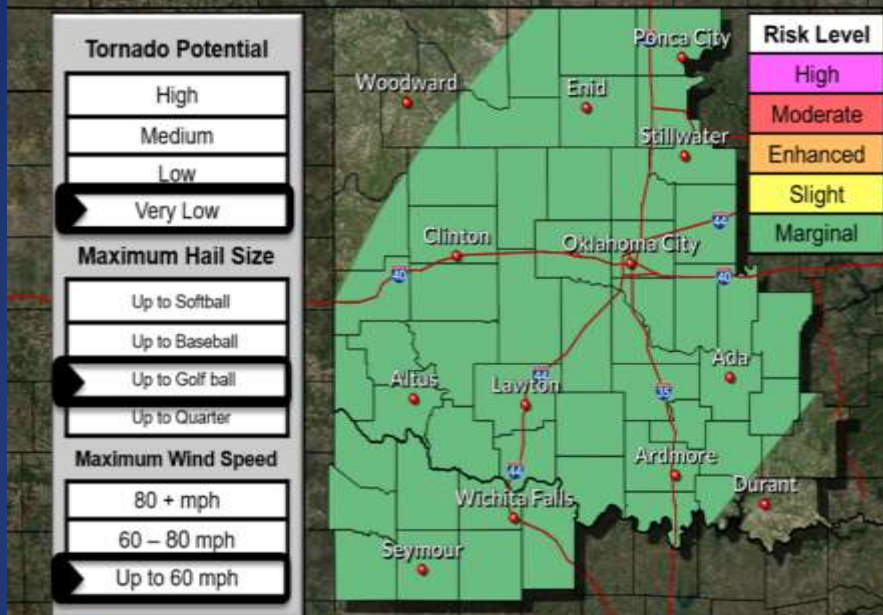 Tornado Potential
High
Medium
Low
Very Low
Maximum Hail Size
Up to Softball
Up to Baseball
Up to Golf ball
Up to Quarter
Maximum Wind Speed
80 + mph
60 – 80 mph
Up to 60 mph
Ponca City
Woodward
Enid
Stillwater
44
Clinton
Oklahoma City
40
40
Ada
44
Altus
Lawton
35
Ardmore
44
Durant
Wichita Falls
Seymour
Risk Level
High
Moderate
Enhanced
Slight
Marginal